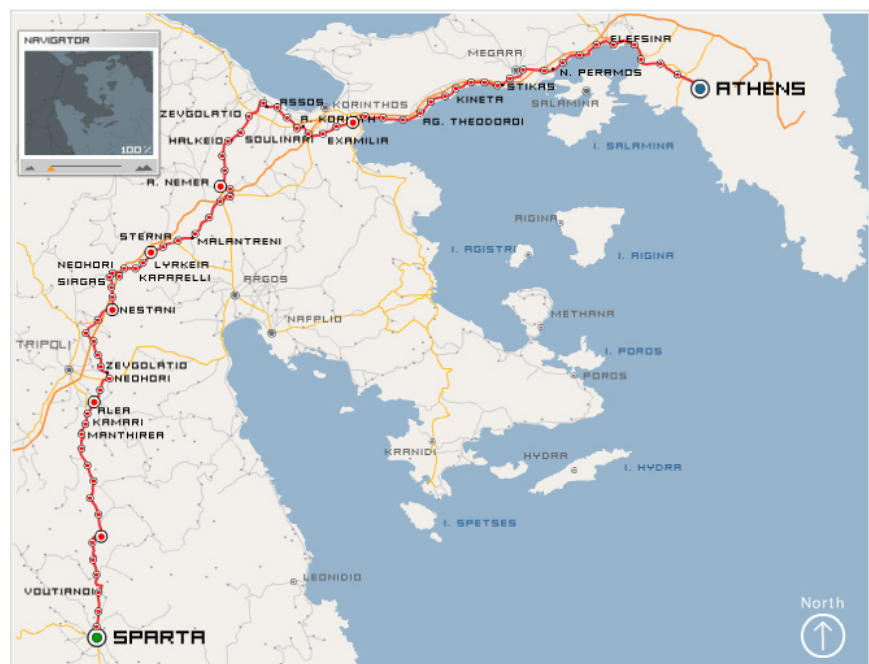 NAVIGATOR
100%
ELEFSINA
MEGARA
N. PERAMOS
ATHENS
STIKAS
SALAMINA
KINETA
ASSOS
KORINTHOS
ZEVGOLATIO
A. KORINTH
AG. THEODOROI
HALKEIO
SOULINARI
EXAMILIA
I. SALAMINA
A. NEMEA
AIGINA
STERNA
MALANTRENI
I. AGISTRI
I. AIGINA
NEOHORI
LYRKEIA
SIAGAS
KAPARELLI
ARGOS
NESTANI
METHANA
NAFPLIO
TRIPOLI
I. POROS
ZEVGOLATIO
NEOHORI
POROS
ALEA
KAMARI
MANTHIREA
KRANIDI
HYDRA
I. HYDRA
I. SPETSES
LEONIDIO
VOUTIANOI
North
SPARTA